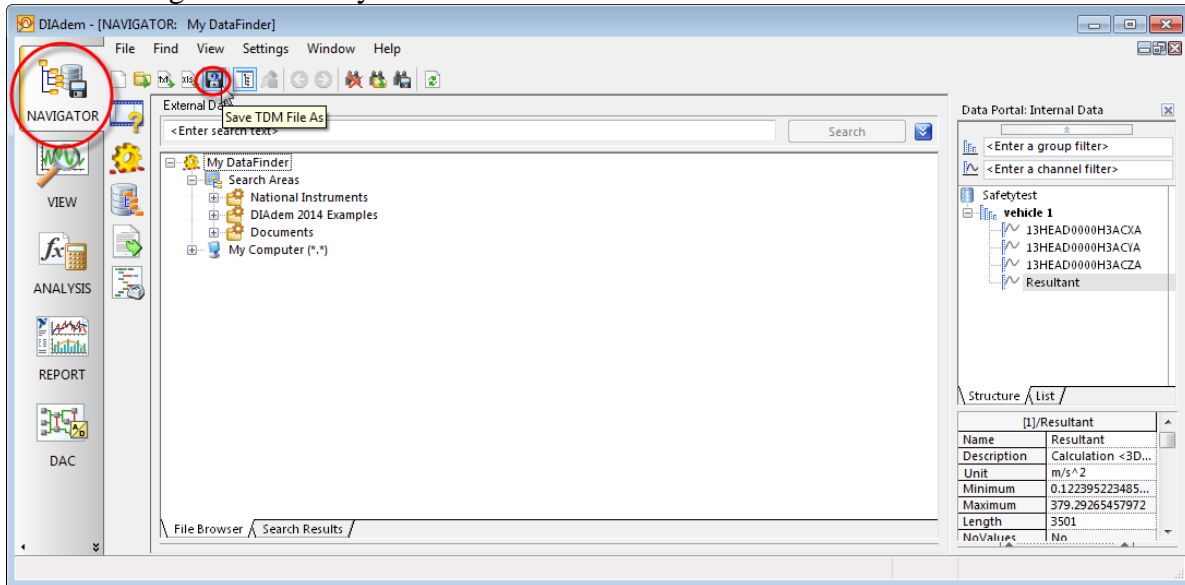 DIAdem - [NAVIGATOR: My DataFinder]
File Find View Settings Window Help
NAVIGATOR
VIEW
ANALYSIS
REPORT
DAC
Save TDM File As
<Enter search text>
Search
My DataFinder
Search Areas
National Instruments
DIAdem 2014 Examples
Documents
My Computer (*.*)
File Browser
Search Results
Data Portal: Internal Data
<Enter a group filter>
<Enter a channel filter>
Safetytest
vehicle 1
13HEAD0000H3ACXA
13HEAD0000H3ACYA
13HEAD0000H3ACZA
Resultant
Structure
List
[1]/Resultant
Name Resultant
Description Calculation <3D...
Unit m/s^2
Minimum 0.122395223485...
Maximum 379.29265457972
Length 3501
NoValues No